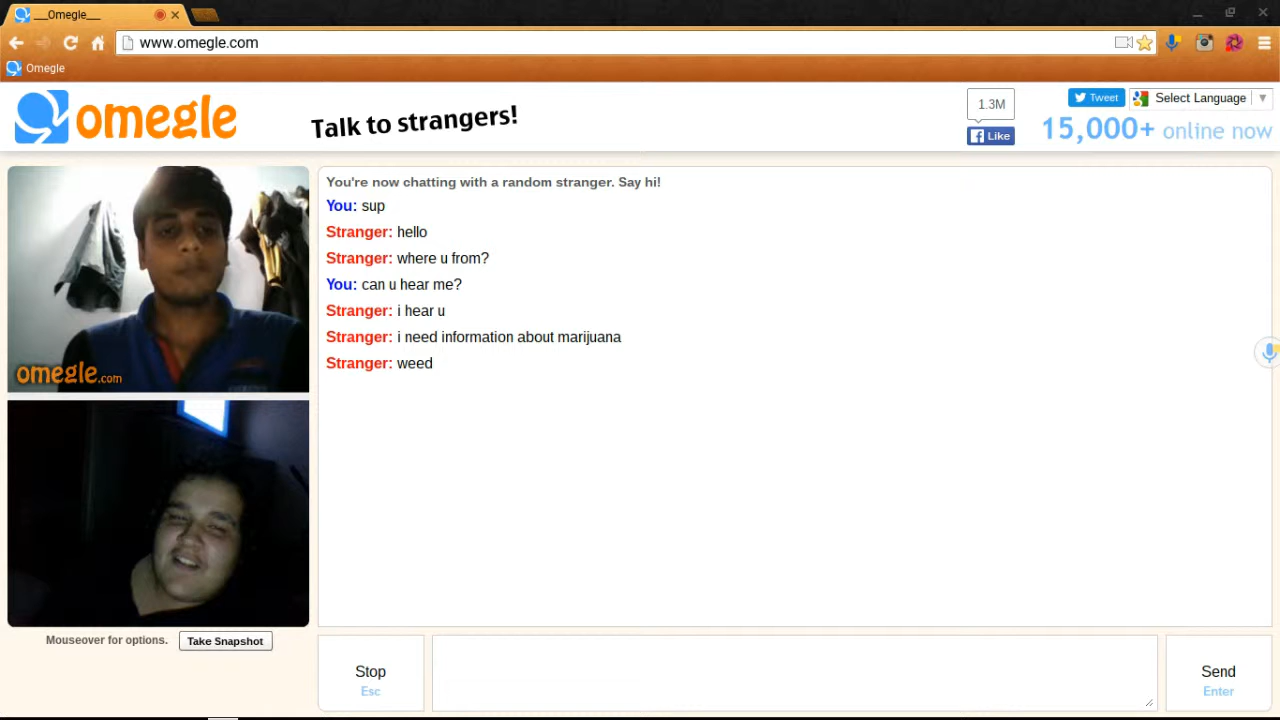 __Omegle__
www.omegle.com
Omegle
omegle
Talk to strangers!
1.3M
Like
Tweet
Select Language
15,000+ online now
You're now chatting with a random stranger. Say hi!
You: sup
Stranger: hello
Stranger: where u from?
You: can u hear me?
Stranger: i hear u
Stranger: i need information about marijuana
Stranger: weed
omegle.com
Mouseover for options.
Take Snapshot
Stop
Esc
Send
Enter